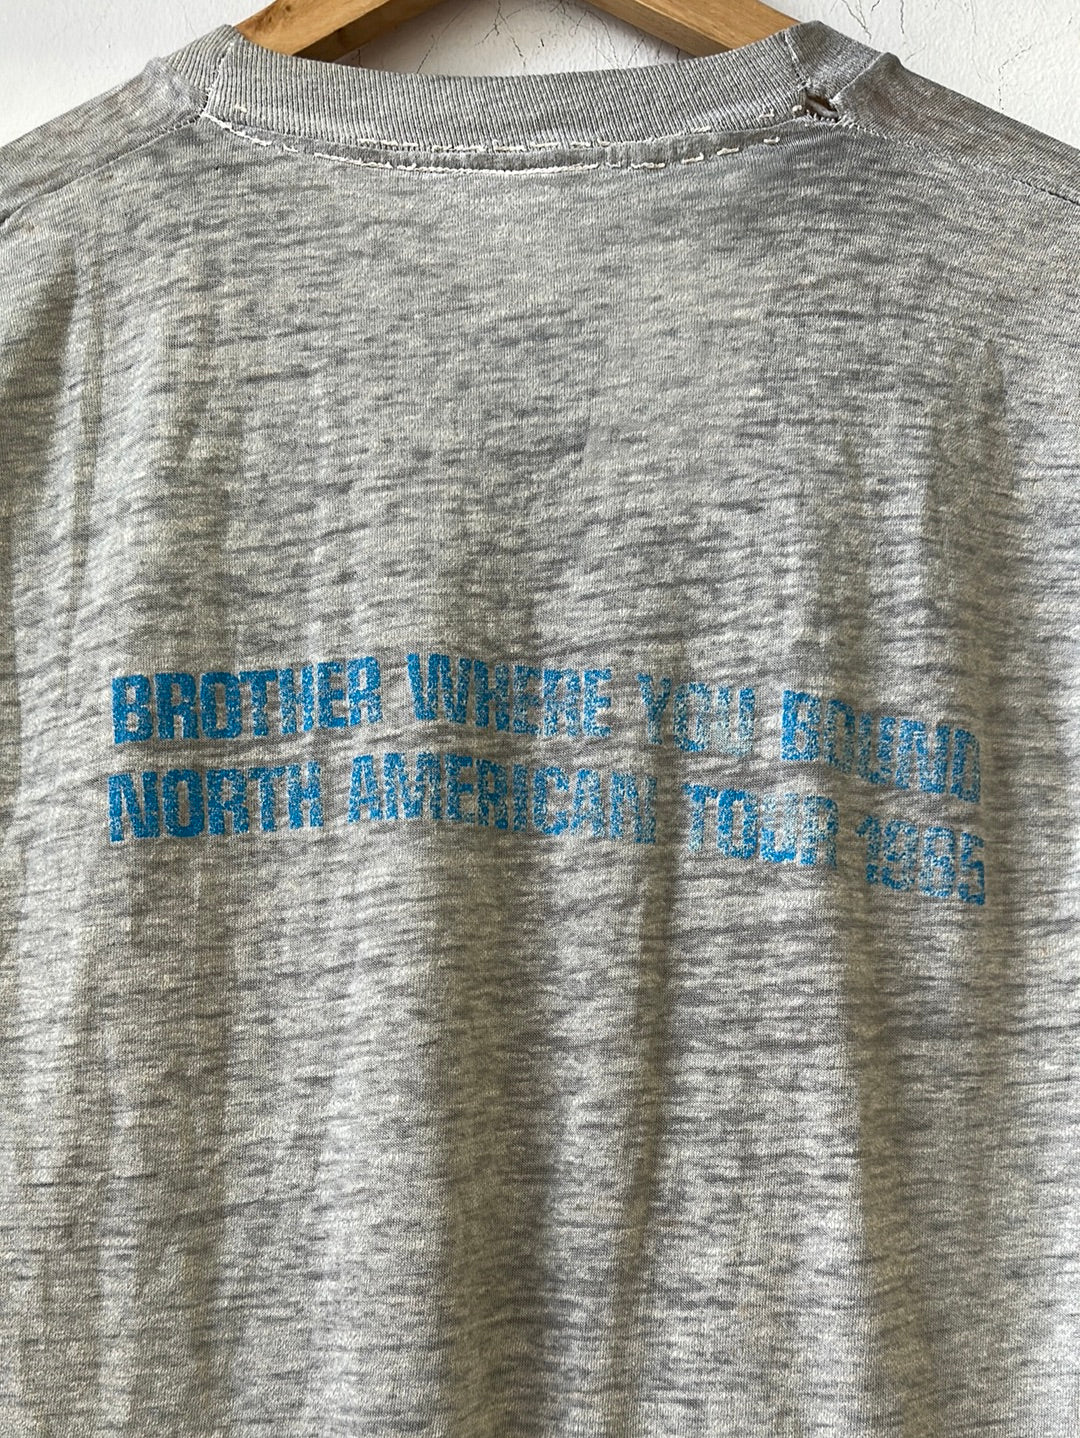 BROTHER WHERE YOU BOUND
NORTH AMERICAN TOUR 1985